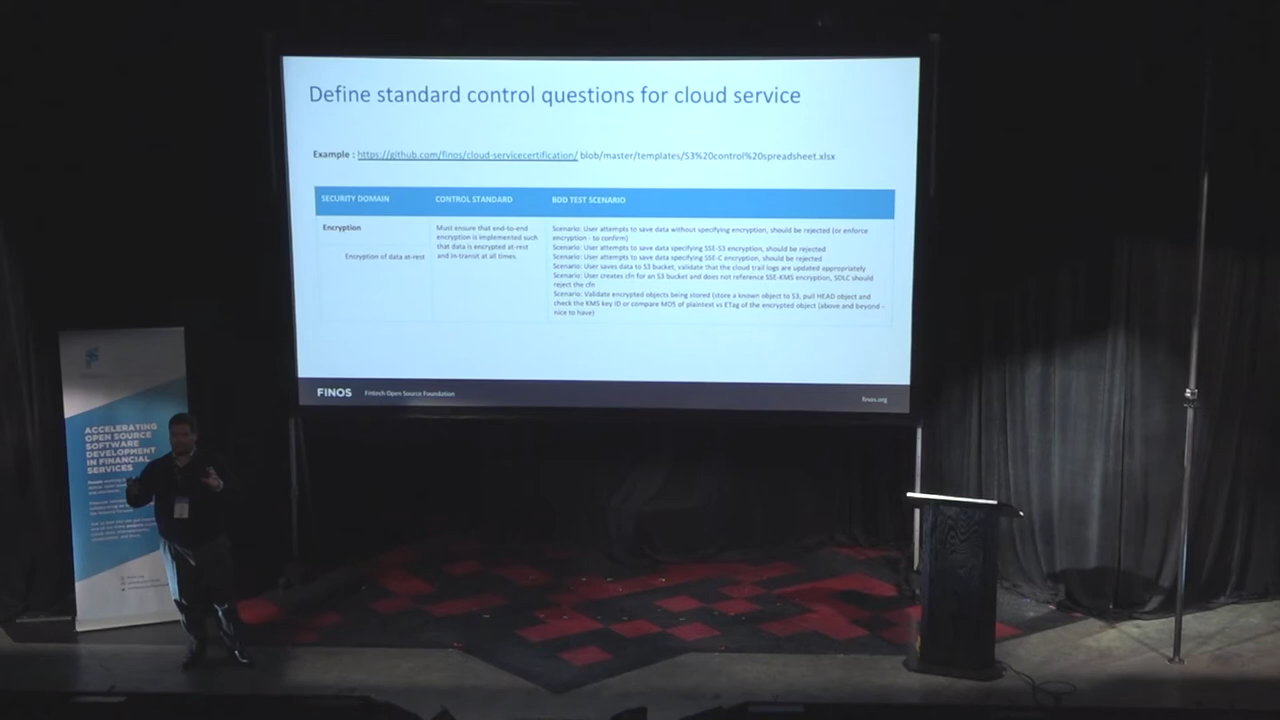 Define standard control questions for cloud service
Example : https://github.com/finos/cloud-servicecertification/ blob/master/templates/S3%20control%20spreadsheet.xlsx
SECURITY DOMAIN
CONTROL STANDARD
BDD TEST SCENARIO
Encryption
Encryption of data at-rest
Must ensure that end-to-end
encryption is implemented such
that data is encrypted at-rest
and in-transit at all times.
Scenario: User attempts to save data without specifying encryption, should be rejected (or enforce
encryption - to confirm)
Scenario: User attempts to save data specifying SSE-S3 encryption, should be rejected
Scenario: User attempts to save data specifying SSE-C encryption, should be rejected
Scenario: User saves data to S3 bucket, validate that the cloud trail logs are updated appropriately
Scenario: User creates cfn for an S3 bucket and does not reference SSE-KMS encryption, SDLC should
reject the cfn
Scenario: Validate encrypted objects being stored (store a known object to S3, pull HEAD object and
check the KMS key ID or compare MD5 of plaintext vs ETag of the encrypted object (above and beyond -
nice to have)
FINOS
Fintech Open Source Foundation
finos.org
ACCELERATING
OPEN SOURCE
SOFTWARE
DEVELOPMENT
IN FINANCIAL
SERVICES